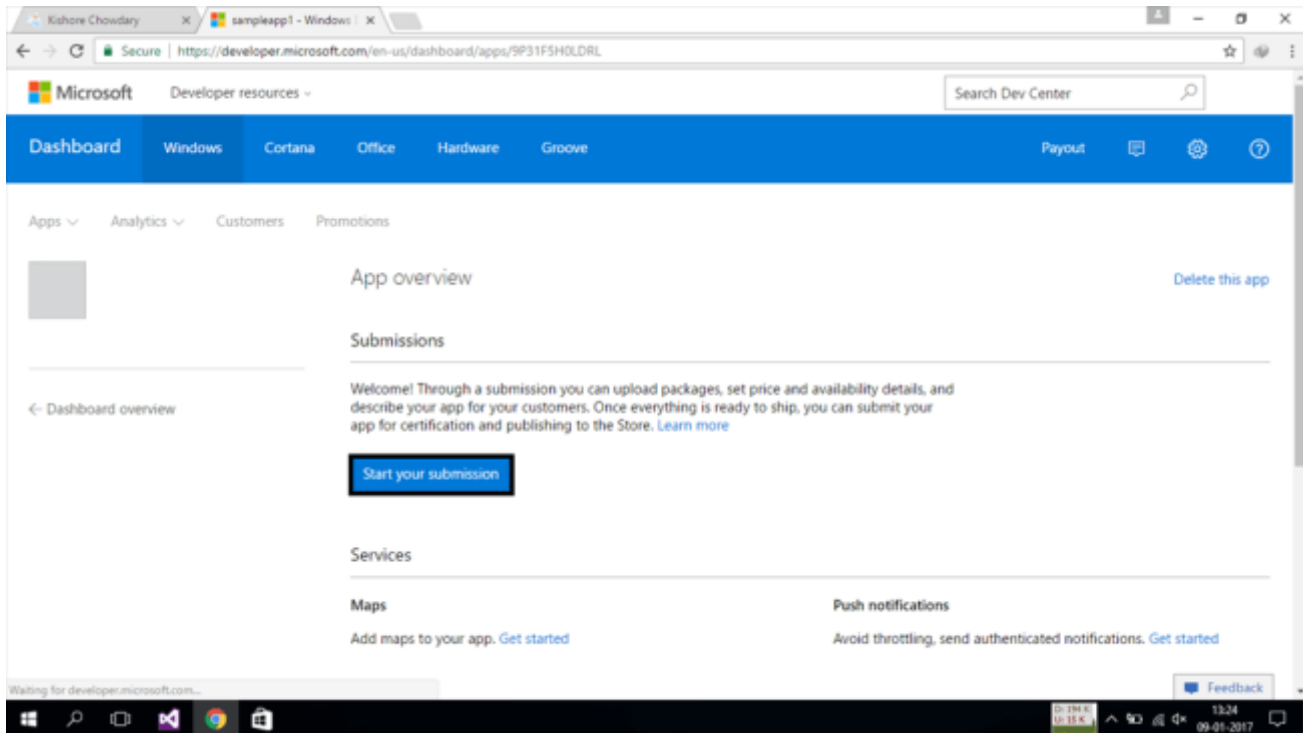 Kishore Chowdary
sampleapp1 - Windows
Secure | https://developer.microsoft.com/en-us/dashboard/apps/9P31F5H0LDRL
Microsoft Developer resources Search Dev Center
Dashboard Windows Cortana Office Hardware Groove Payout
Apps Analytics Customers Promotions
App overview Delete this app
Submissions
Welcome! Through a submission you can upload packages, set price and availability details, and
describe your app for your customers. Once everything is ready to ship, you can submit your
app for certification and publishing to the Store. Learn more
← Dashboard overview
Start your submission
Services
Maps
Add maps to your app. Get started
Push notifications
Avoid throttling, send authenticated notifications. Get started
Waiting for developer.microsoft.com...
Feedback
D: 194 K
U: 15 K
13:24
09-01-2017